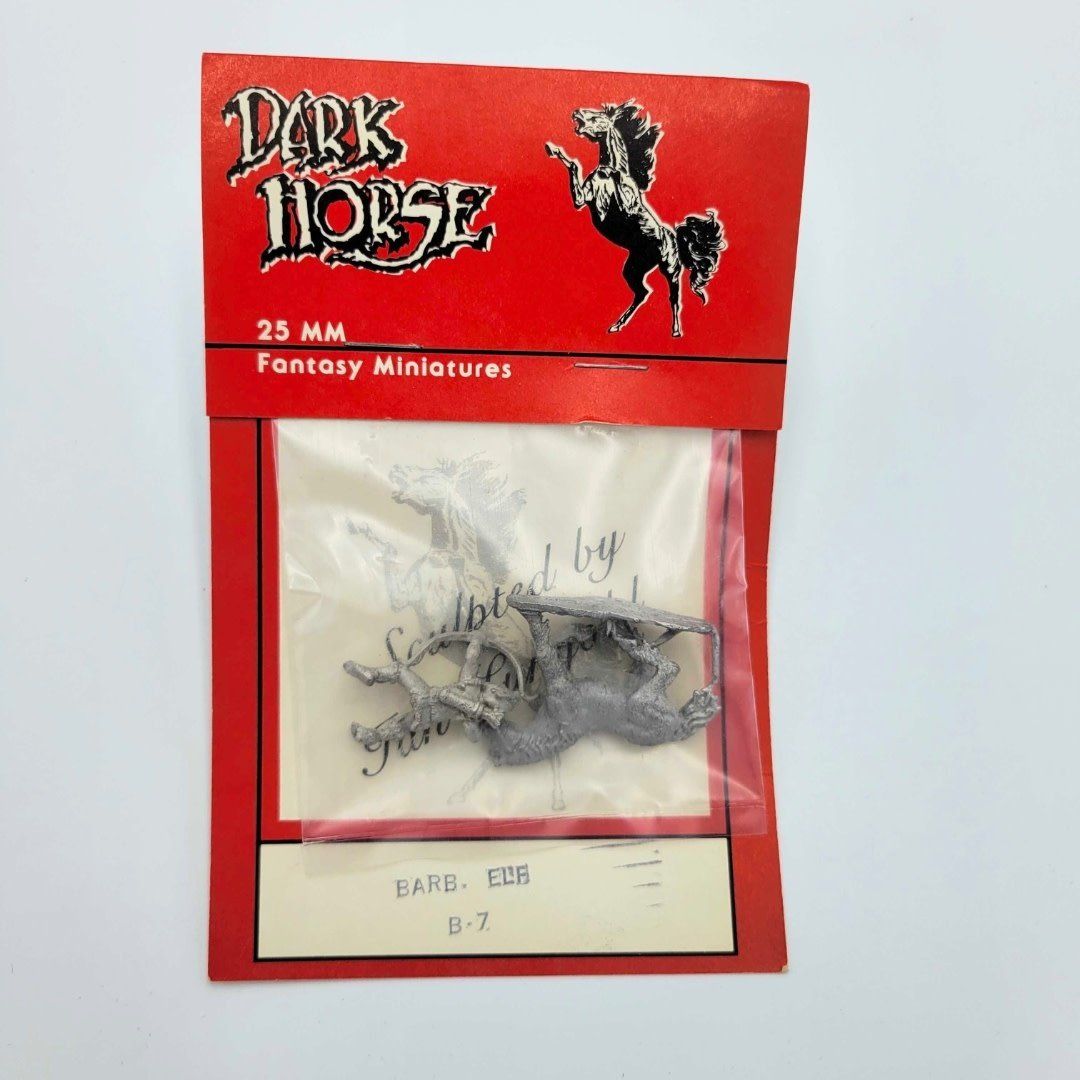 DARK
HORSE
25 MM
Fantasy Miniatures
Sculpted by
BARB. ELF
B-7